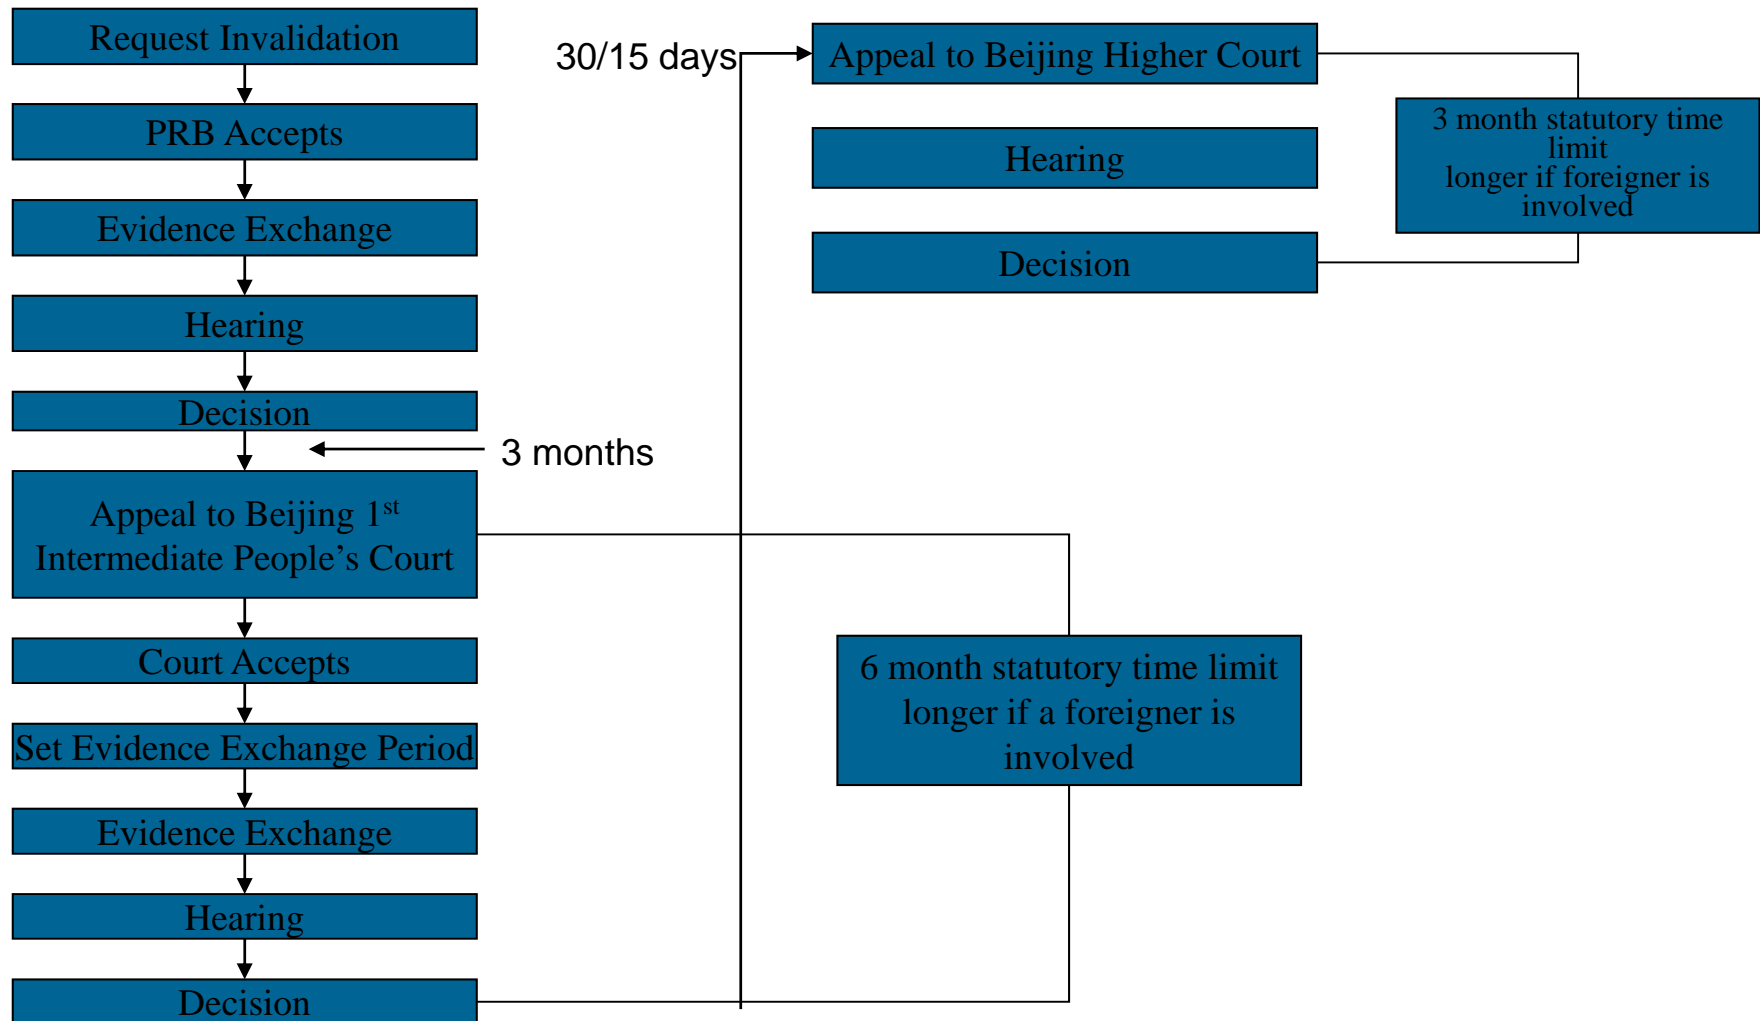 Request Invalidation
PRB Accepts
Evidence Exchange
Hearing
Decision
3 months
Appeal to Beijing 1st
Intermediate People’s Court
Court Accepts
Set Evidence Exchange Period
Evidence Exchange
Hearing
Decision
6 month statutory time limit
longer if a foreigner is
involved
30/15 days
Appeal to Beijing Higher Court
Hearing
Decision
3 month statutory time
limit
longer if foreigner is
involved